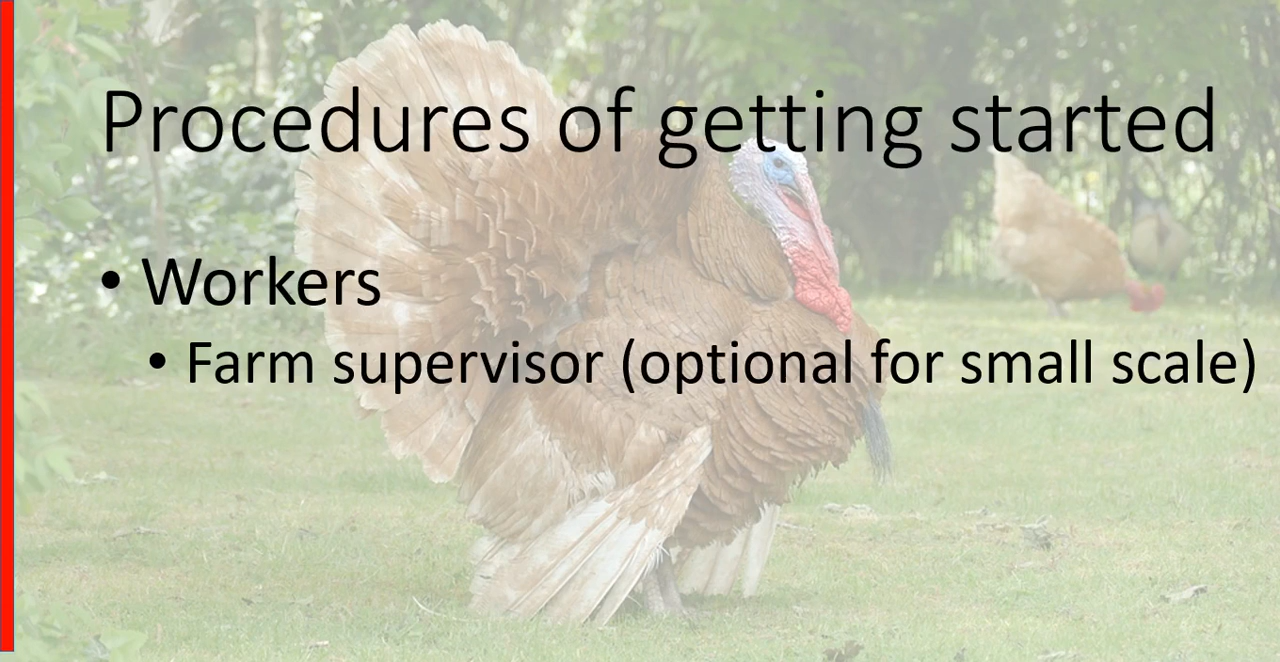 Procedures of getting started
• Workers
• Farm supervisor (optional for small scale)